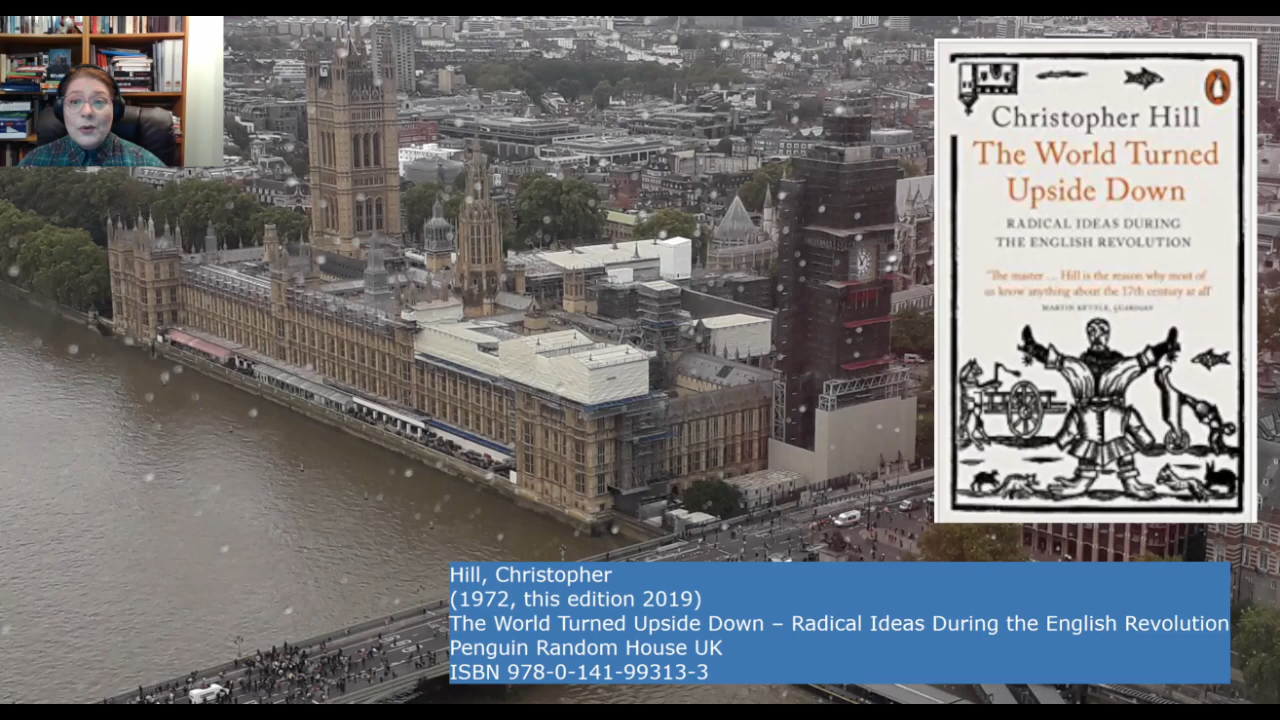 Christopher Hill
The World Turned
Upside Down
RADICAL IDEAS DURING
THE ENGLISH REVOLUTION
"The master ... Hill is the reason why most of
us know anything about the 17th century at all'
MARTIN KETTLE, GUARDIAN
Hill, Christopher
(1972, this edition 2019)
The World Turned Upside Down – Radical Ideas During the English Revolution
Penguin Random House UK
ISBN 978-0-141-99313-3